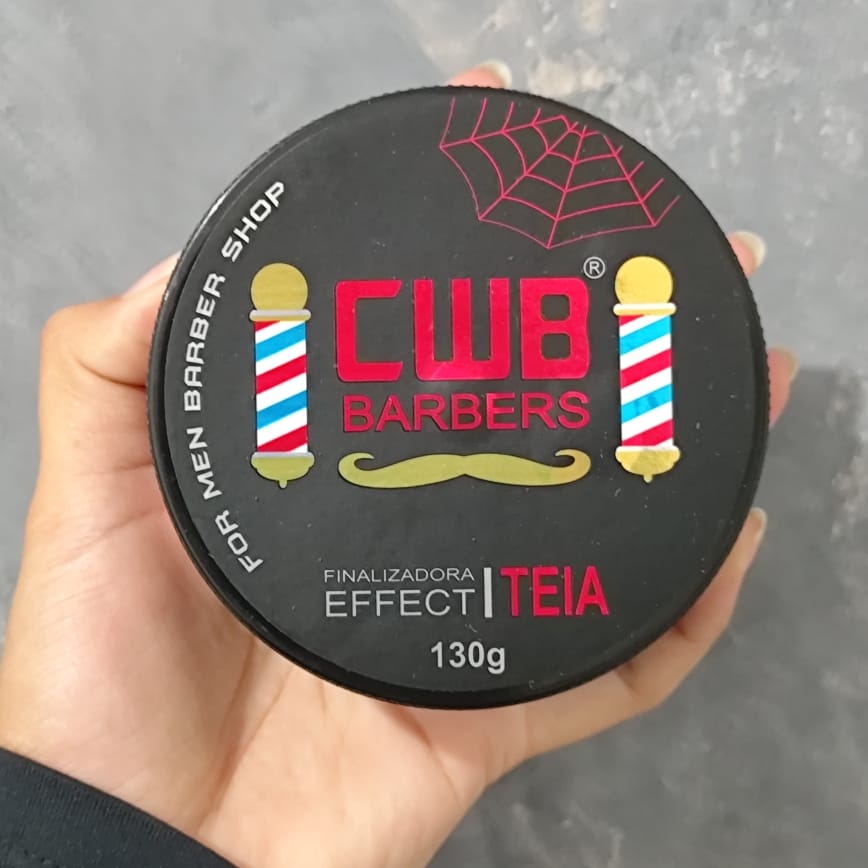 FOR MEN BARBER SHOP
CWB®
BARBERS
FINALIZADORA
EFFECT | TEIA
130g